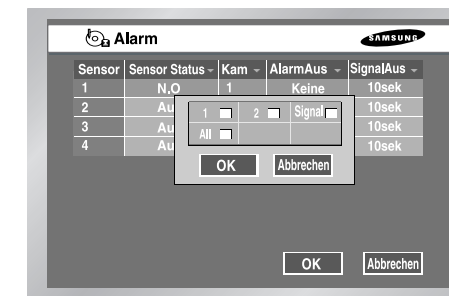 Alarm
SAMSUNG
Sensor Sensor Status Kam AlarmAus SignalAus
1 N.O 1 Keine 10sek
2 Au 10sek
3 Au 10sek
4 Au 10sek
1 2 Signal
All
OK Abbrechen
OK Abbrechen